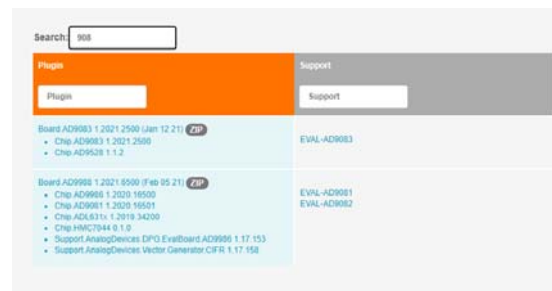 Search: 908
Plugin
Support
Plugin
Support
Board.AD9083 1.2021.2500 (Jan 12 21) ZIP
Chip.AD9083 1.2021.2500
Chip.AD9528 1.1.2
EVAL-AD9083
Board.AD9986 1.2021.6500 (Feb 05 21) ZIP
Chip.AD9986 1.2020.16500
Chip.AD9081 1.2020.16501
Chip.ADL631x 1.2019.34200
Chip.HMC7044 0.1.0
Support.AnalogDevices.DPG.EvalBoard.AD9986 1.17.153
Support.AnalogDevices.Vector.Generator.CIFR 1.17.158
EVAL-AD9081
EVAL-AD9082